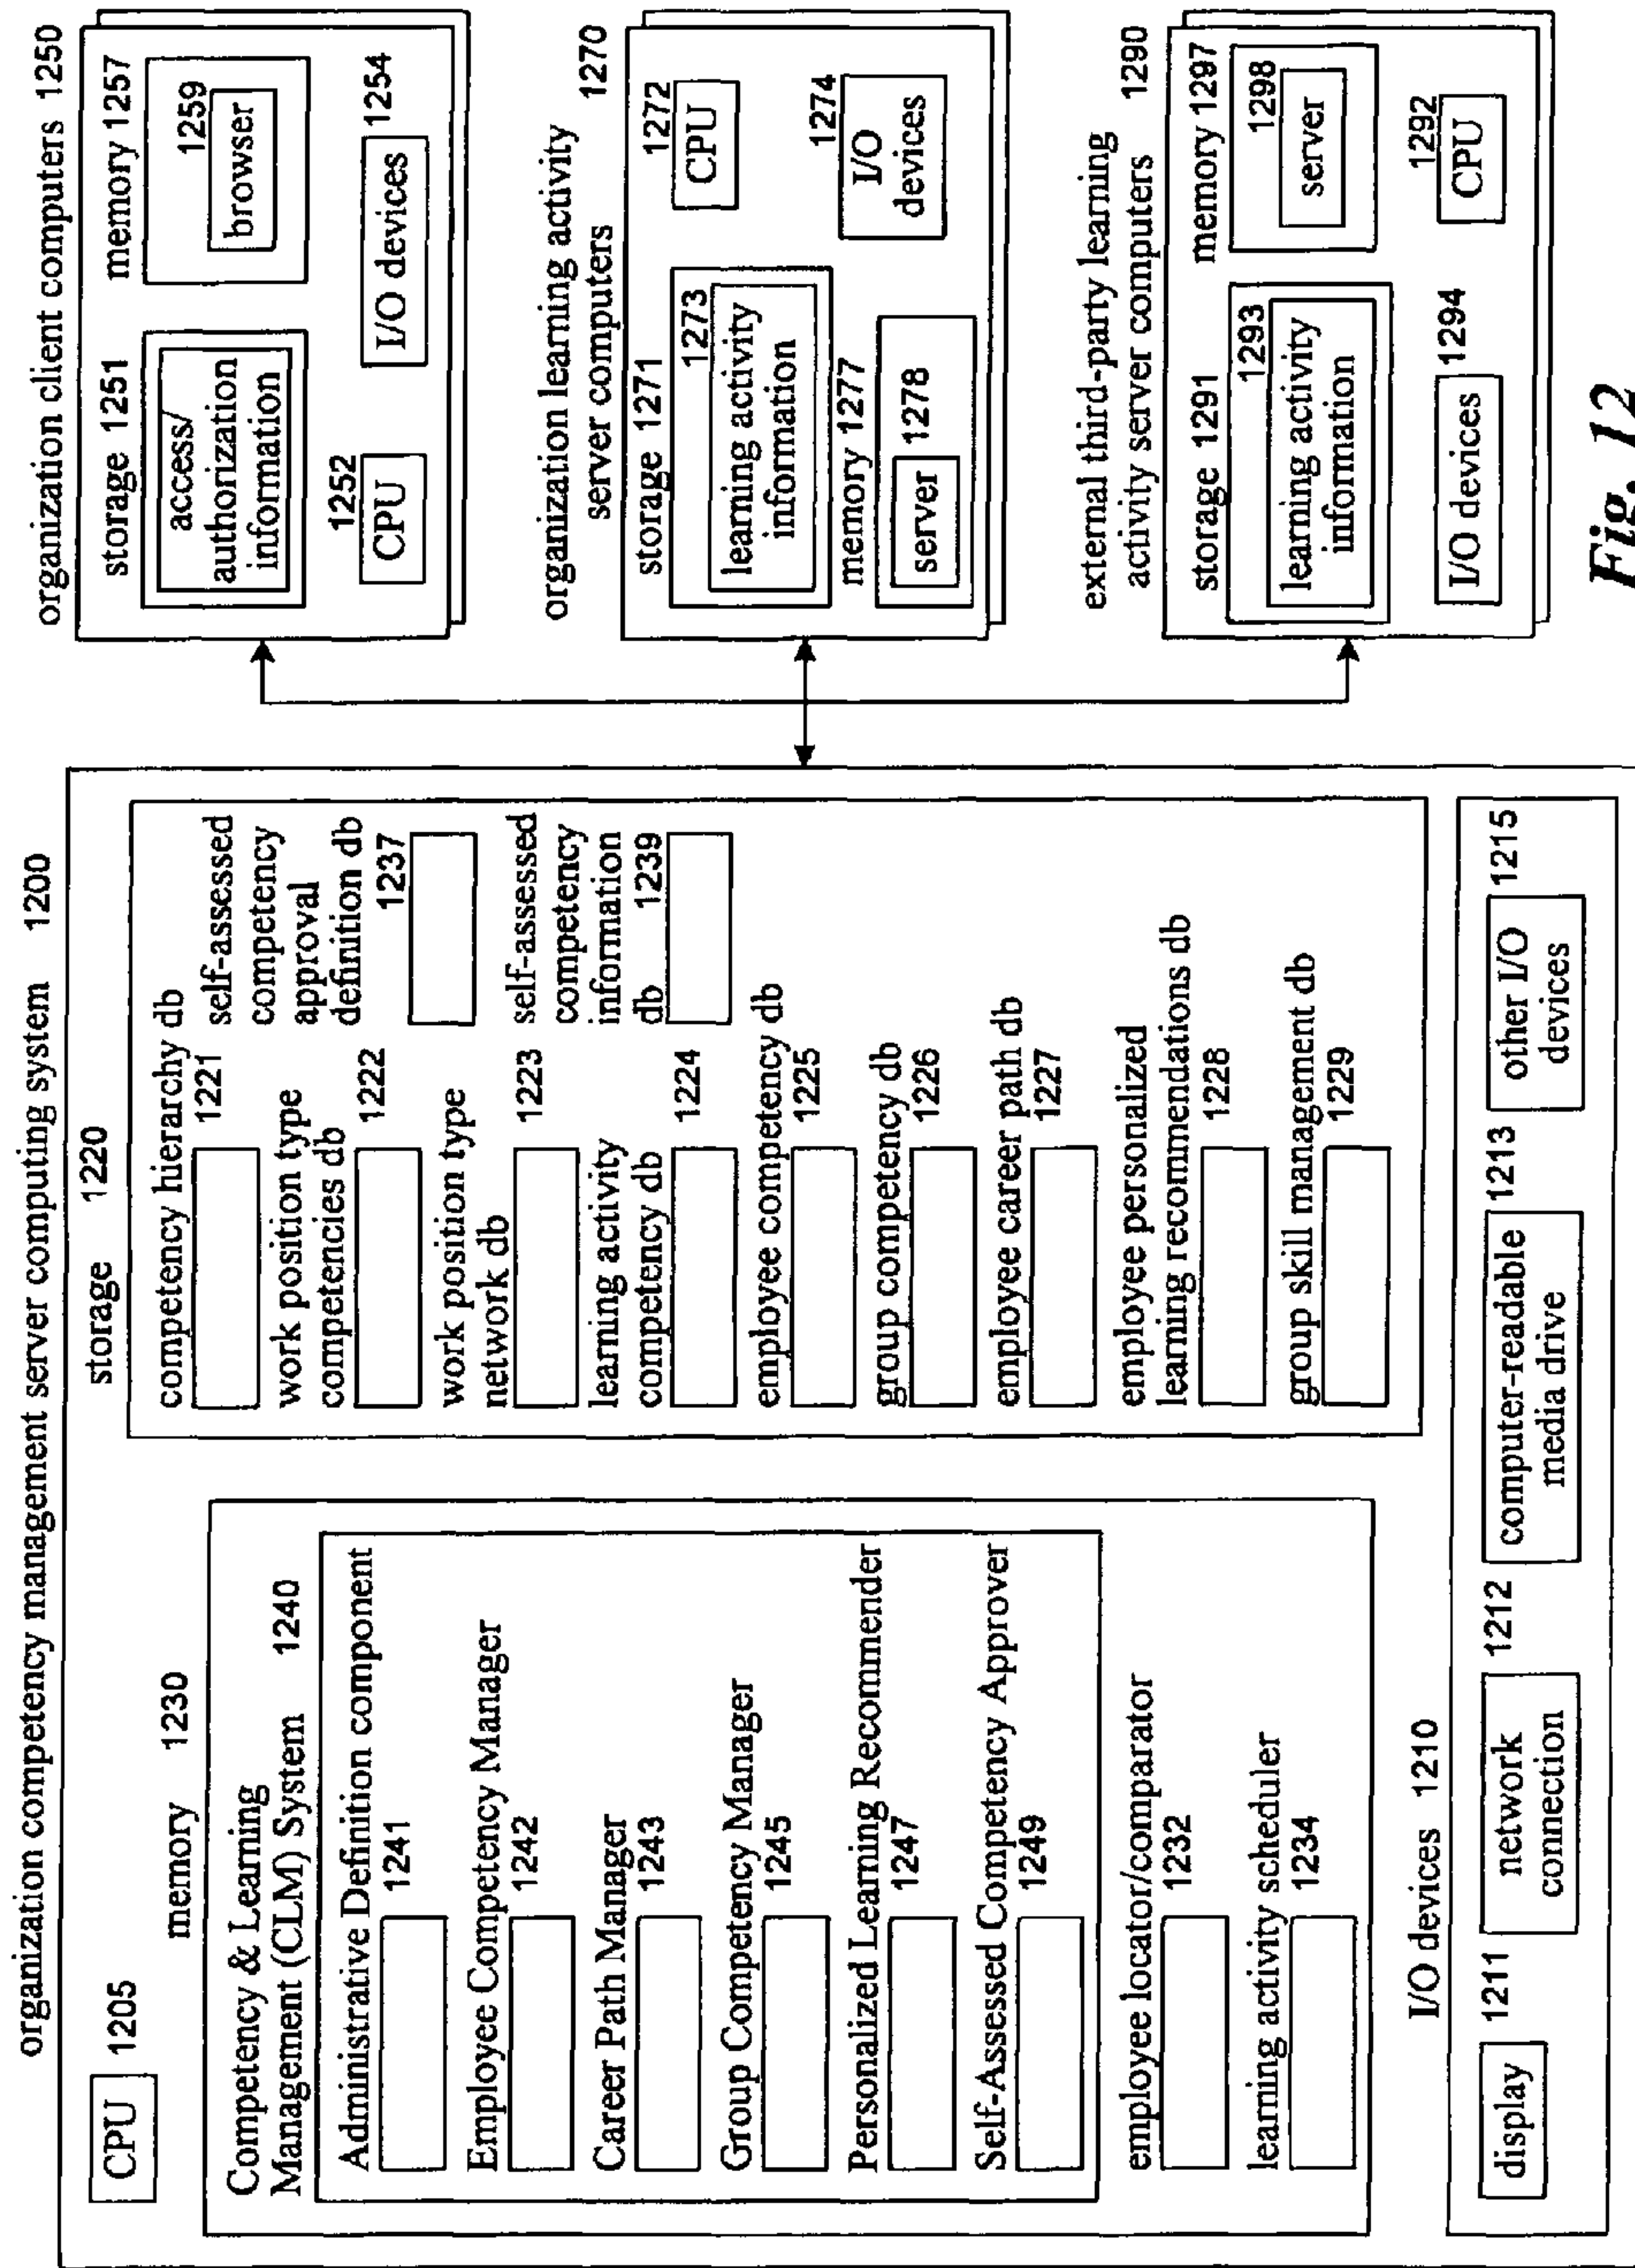 organization competency management server computing system 1200
CPU 1205
memory 1230
Competency & Learning
Management (CLM) System 1240
Administrative Definition component
1241
Employee Competency Manager
1242
Career Path Manager
1243
Group Competency Manager
1245
Personalized Learning Recommender
1247
Self-Assessed Competency Approver
1249
employee locator/comparator
1232
learning activity scheduler
1234
storage 1220
competency hierarchy db
1221
work position type
competencies db 1222
work position type
network db 1223
learning activity
competency db 1224
employee competency db
1225
group competency db
1226
employee career path db
1227
employee personalized
learning recommendations db
1228
group skill management db
1229
self-assessed
competency
approval
definition db
1237
self-assessed
competency
information
db 1239
I/O devices 1210
display
1211
network
connection
1212
computer-readable
media drive
1213
other I/O
devices
1215
organization client computers 1250
storage 1251
access/
authorization
information
memory 1257
1259
browser
1252
CPU
I/O devices
1254
organization learning activity
server computers 1270
storage 1271
1273
learning activity
information
1272
CPU
memory 1277
server
1278
1274
I/O
devices
external third-party learning
activity server computers 1290
storage 1291
1293
learning activity
information
memory 1297
1298
server
I/O devices
1294
1292
CPU
Fig. 12